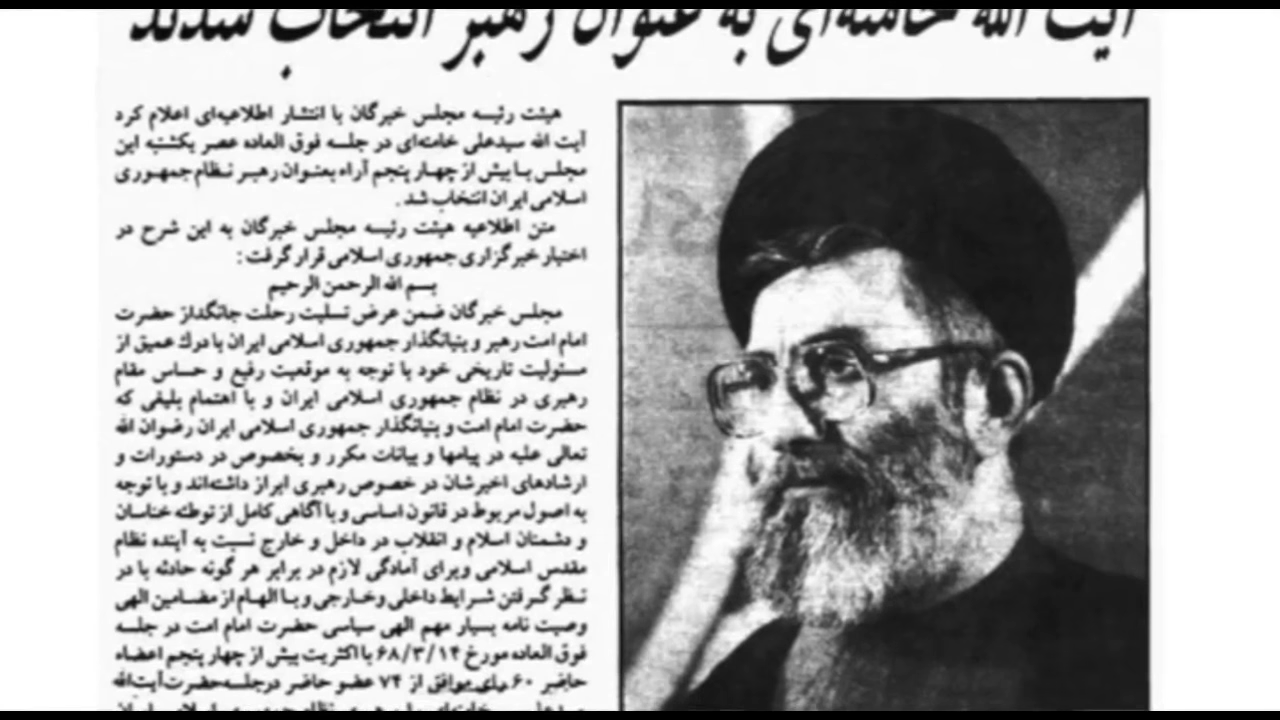 آیت الله خامنه‌ای به عنوان رهبر انتخاب شدند
هیئت رئیسه مجلس خبرگان با انتشار اطلاعیه‌ای اعلام کرد
آیت الله سیدعلی خامنه‌ای در جلسه فوق العاده عصر یکشنبه این
مجلس با بیش از چهار پنجم آراء بعنوان رهبر نظام جمهوری
اسلامی ایران انتخاب شد.
متن اطلاعیه هیئت رئیسه مجلس خبرگان به این شرح در
اختیار خبرگزاری جمهوری اسلامی قرار گرفت:
بسم الله الرحمن الرحیم
مجلس خبرگان ضمن عرض تسلیت رحلت جانگداز حضرت
امام امت رهبر و بنیانگذار جمهوری اسلامی ایران با درك عمیق از
مسئولیت تاریخی خود با توجه به موقعیت رفیع و حساس مقام
رهبری در نظام جمهوری اسلامی ایران و با اهتمام بلیغی که
حضرت امام امت و بنیانگذار جمهوری اسلامی ایران رضوان الله
تعالی علیه در پیامها و بیانات مکرر و بخصوص در دستورات و
ارشادهای اخیرشان در خصوص رهبری ابراز داشته‌اند و با توجه
به اصول مربوط در قانون اساسی و با آگاهی کامل از توطئه خناسان
و دشمنان اسلام و انقلاب در داخل و خارج نسبت به آینده نظام
مقدس اسلامی وبرای آمادگی لازم در برابر هر گونه حادثه با در
نظر گرفتن شرایط داخلی وخارجی و با الهام از مضامین الهی
وصیت نامه بسیار مهم الهی سیاسی حضرت امام امت در جلسه
فوق العاده مورخ ۶۸/۳/۱۴ با اکثریت بیش از چهار پنجم اعضاء
حاضر ۶۰ رای موافق از ۷۴ عضو حاضر در جلسه حضرت آیت‌الله